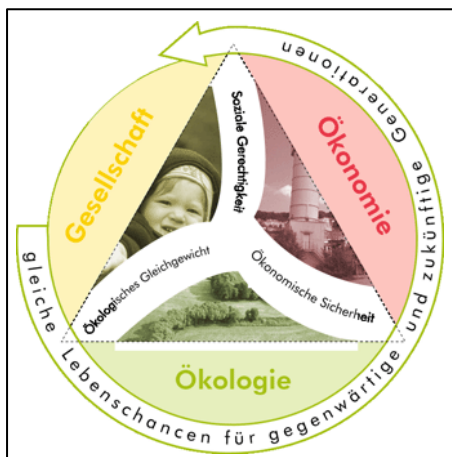 Gesellschaft
Ökonomie
Soziale Gerechtigkeit
Ökologisches Gleichgewicht
Ökonomische Sicherheit
Ökologie
gleiche Lebenschancen für gegenwärtige und zukünftige Generationen